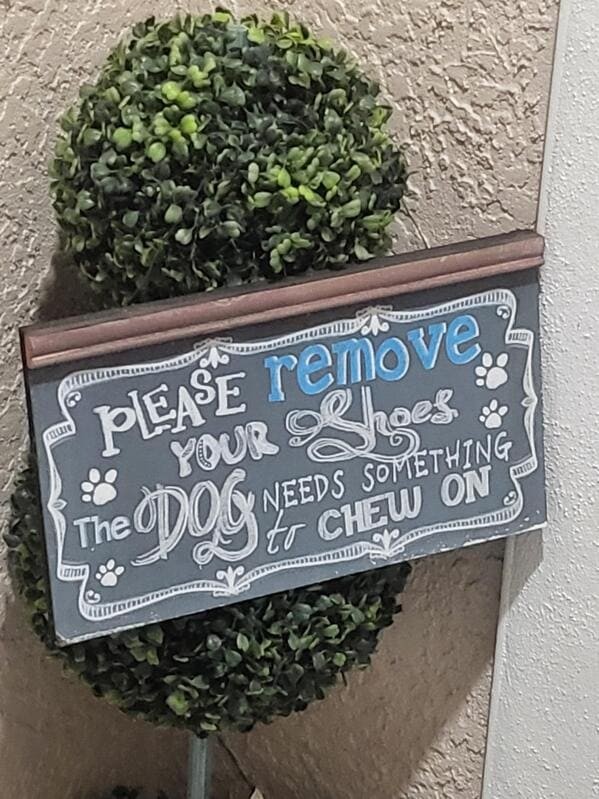 PLEASE remove
YOUR Shoes
The DOG NEEDS SOMETHING
to CHEW ON